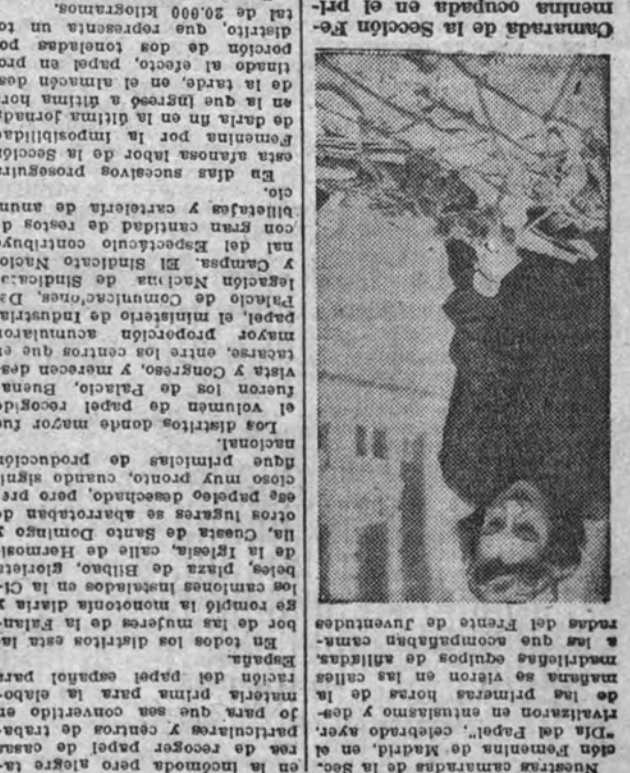 Nuestras camaradas de la Sec-
ción Femenina de Madrid, en el
"Día del Papel", celebrado ayer,
rivalizaron en entusiasmo y des-
de las primeras horas de la
mañana se vieron en las calles
madrileñas equipos de afiliadas,
a las que acompañaban cama-
radas del Frente de Juventudes
Camarada de la Sección Fe-
menina ocupada en el pri-
en la incómoda pero alegre ta-
rea de recoger papel de casas
particulares y centros de traba-
jo para que sea convertido en
materia prima para la elabo-
ración del papel español para
España.
En todos los distritos esta la-
bor de las mujeres de la Falan-
ge rompió la monotonía diaria y
los camiones instalados en la Ci-
beles, plaza de Bilbao, glorieta
de la Iglesia, calle de Hermosi-
lla, Cuesta de Santo Domingo y
otros lugares se abarrotaban de
ese papeleo desechado, pero pre-
cioso muy pronto, cuando signi-
fique primicias de producción
nacional.
Los distritos donde mayor fué
el volumen de papel recogido
fueron los de Palacio, Buena-
vista y Congreso, y merecen des-
tacarse, entre los centros que en
mayor proporción acumularon
papel, el ministerio de Industria,
Palacio de Comunicaciones, De-
legación Nacional de Sindicatos
y Campsa. El Sindicato Nacio-
nal del Espectáculo contribuyó
con gran cantidad de restos de
billetajes y cartelería de anun-
cio.
En días sucesivos proseguirá
esta afanosa labor de la Sección
Femenina por la imposibilidad
de darla fin en la última jornada,
en la que ingresó a última hora
de la tarde, en el almacén des-
tinado al efecto, papel en pro-
porción de dos toneladas por
distrito, que representa un to-
tal de 20.000 kilogramos.